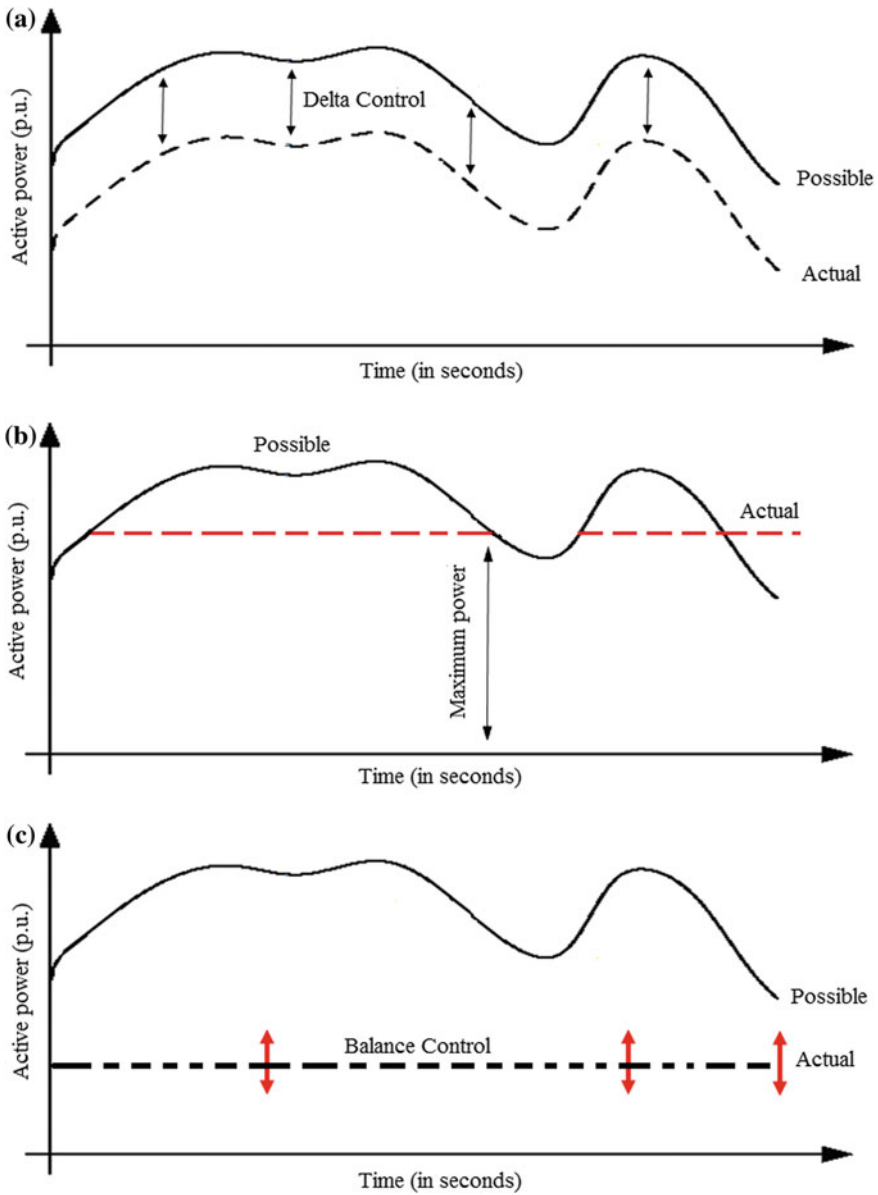 (a)
Active power (p.u.)
Delta Control
Possible
Actual
Time (in seconds)
(b)
Active power (p.u.)
Possible
Actual
Maximum power
Time (in seconds)
(c)
Active power (p.u.)
Possible
Balance Control
Actual
Time (in seconds)